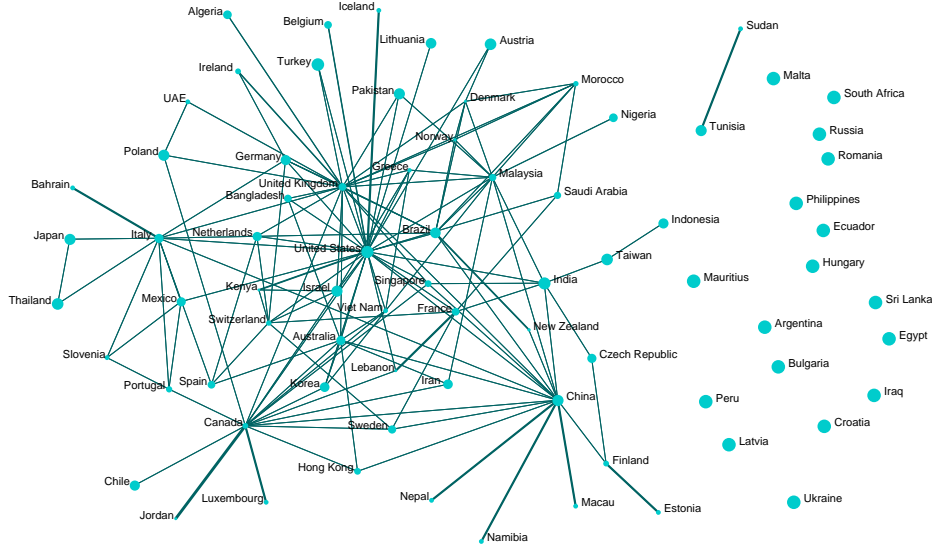 Iceland
Algeria
Belgium
Sudan
Lithuania
Austria
Turkey
Ireland
Malta
Morocco
Pakistan
UAE
Denmark
South Africa
Nigeria
Tunisia
Russia
Norway
Poland
Germany
Romania
Greece
Malaysia
United Kingdom
Bahrain
Bangladesh
Saudi Arabia
Philippines
Indonesia
Japan
Italy
Netherlands
Brazil
Ecuador
United States
Taiwan
Hungary
Singapore
India
Mauritius
Kenya
Israel
Thailand
Mexico
Viet Nam
France
Sri Lanka
Switzerland
New Zealand
Argentina
Australia
Egypt
Slovenia
Czech Republic
Lebanon
Bulgaria
Portugal
Spain
Korea
Iran
China
Iraq
Peru
Canada
Sweden
Croatia
Latvia
Hong Kong
Finland
Chile
Luxembourg
Nepal
Macau
Ukraine
Jordan
Estonia
Namibia